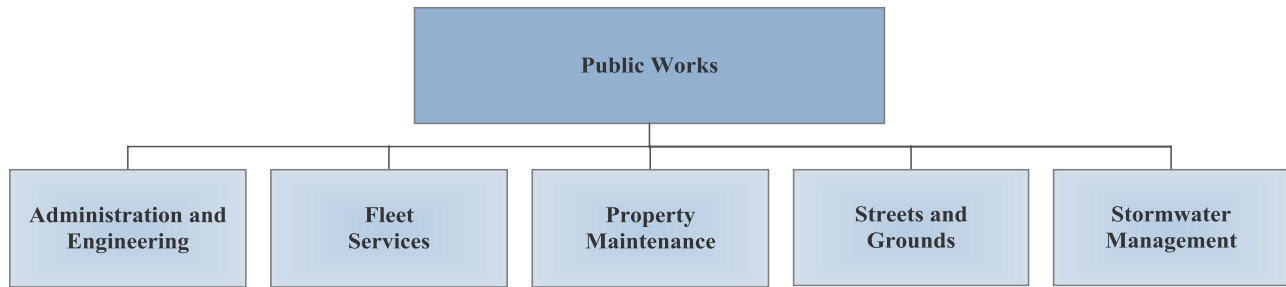 Public Works
Administration and
Engineering
Fleet
Services
Property
Maintenance
Streets and
Grounds
Stormwater
Management